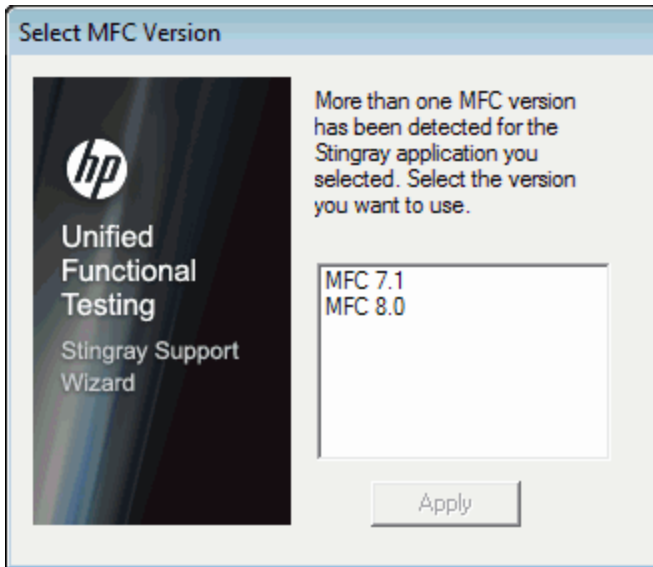 Select MFC Version
hp
Unified
Functional
Testing
Stingray Support
Wizard
More than one MFC version
has been detected for the
Stingray application you
selected. Select the version
you want to use.
MFC 7.1
MFC 8.0
Apply